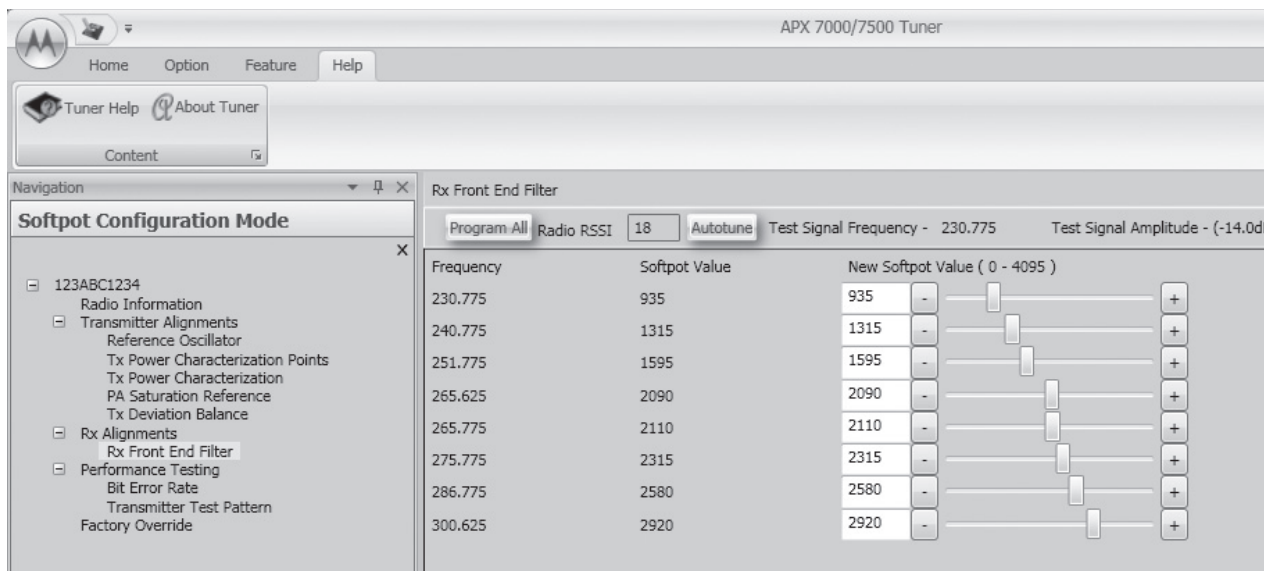 APX 7000/7500 Tuner
Home Option Feature Help
Tuner Help About Tuner
Content
Navigation
Softpot Configuration Mode
123ABC1234
Radio Information
Transmitter Alignments
Reference Oscillator
Tx Power Characterization Points
Tx Power Characterization
PA Saturation Reference
Tx Deviation Balance
Rx Alignments
Rx Front End Filter
Performance Testing
Bit Error Rate
Transmitter Test Pattern
Factory Override
Rx Front End Filter
Program All Radio RSSI 18 Autotune Test Signal Frequency - 230.775 Test Signal Amplitude - (-14.0d
Frequency Softpot Value New Softpot Value ( 0 - 4095 )
230.775 935 935 - +
240.775 1315 1315 - +
251.775 1595 1595 - +
265.625 2090 2090 - +
265.775 2110 2110 - +
275.775 2315 2315 - +
286.775 2580 2580 - +
300.625 2920 2920 - +